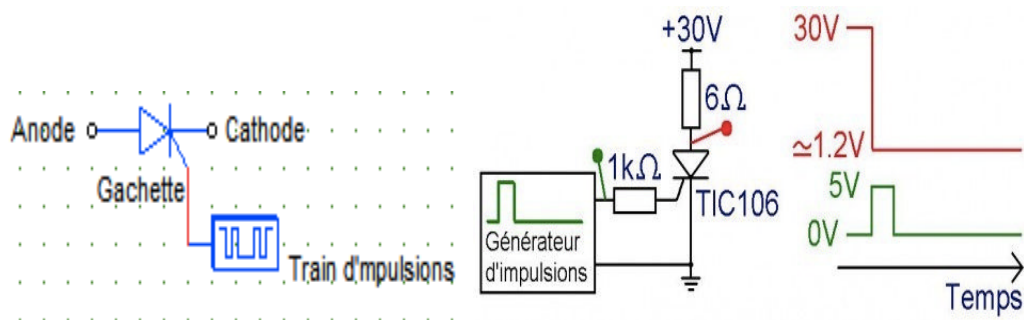 Anode
Cathode
Gachette
Train d'mpulsions
+30V
6Ω
1kΩ
TIC106
Générateur
d'impulsions
30V
≃1.2V
5V
0V
Temps